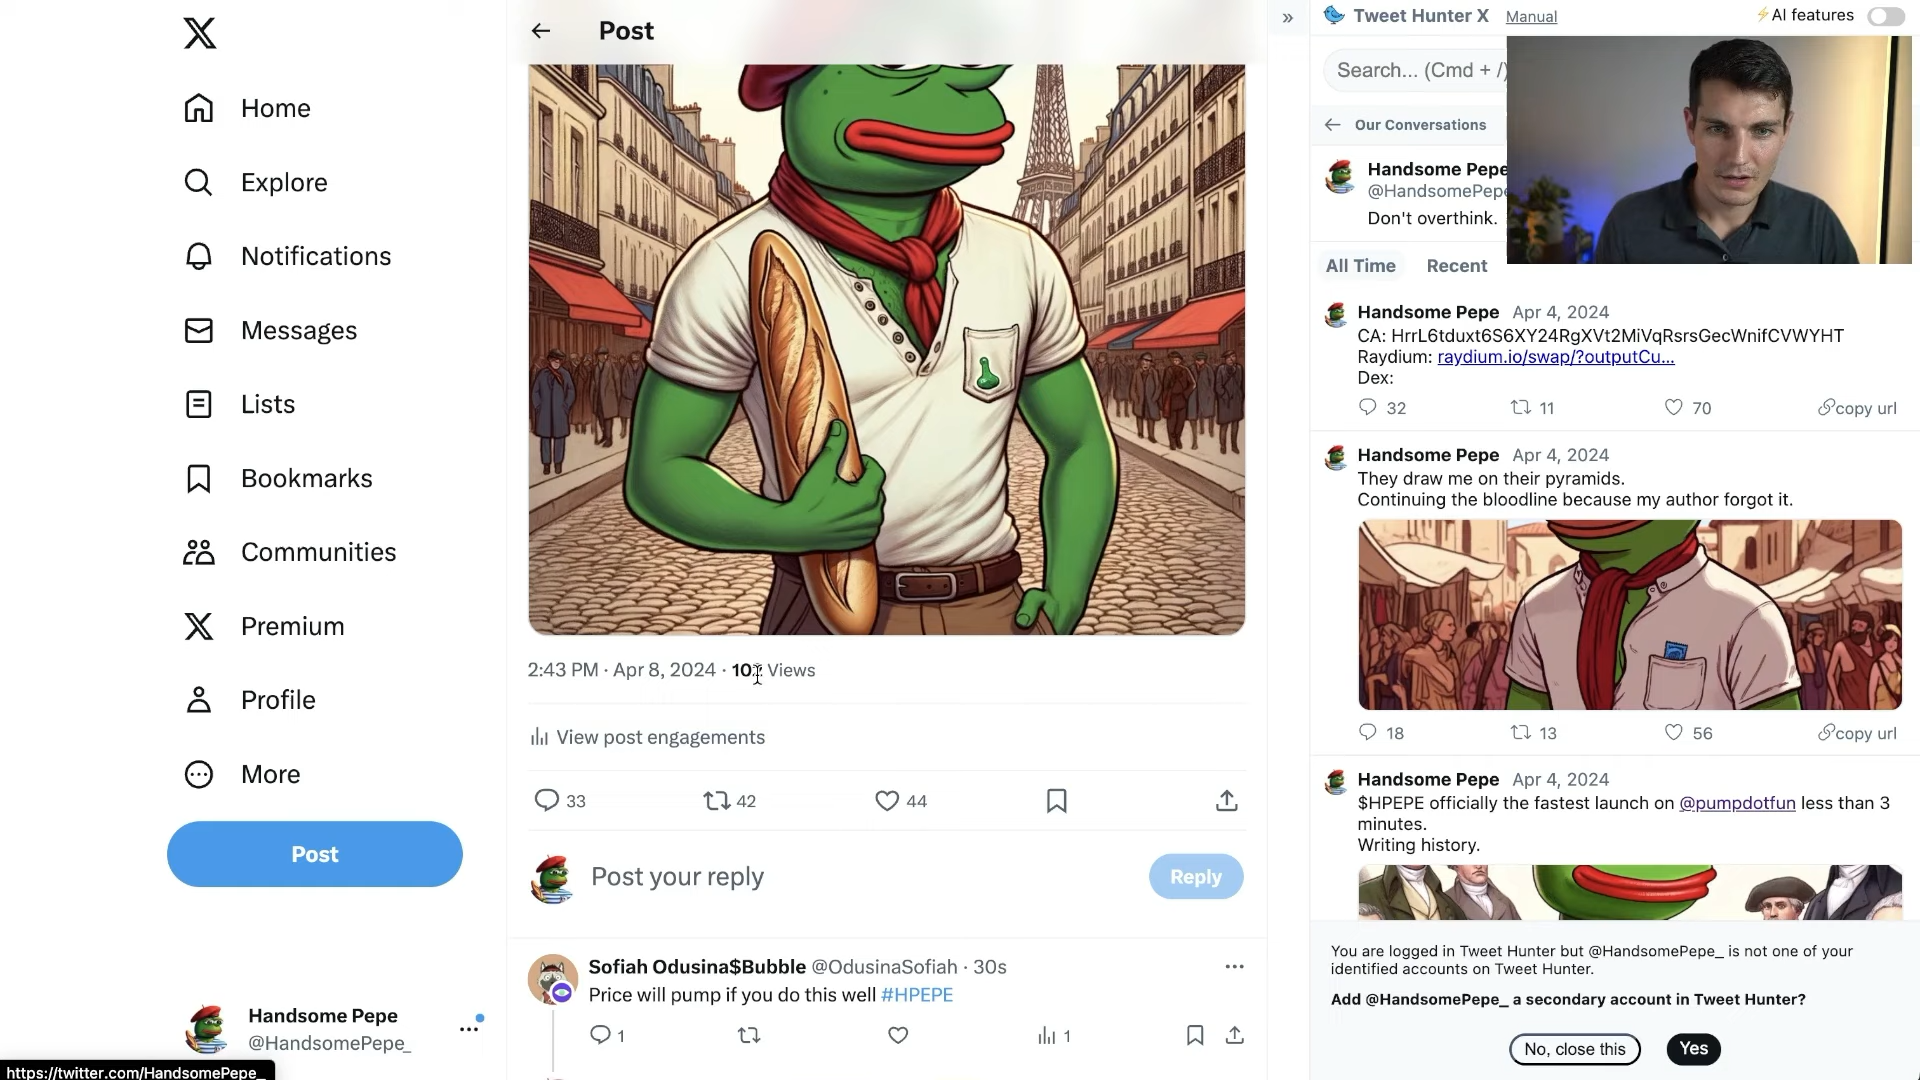 Home
Explore
Notifications
Messages
Lists
Bookmarks
Communities
Premium
Profile
More
Post
Handsome Pepe
@HandsomePepe_
https://twitter.com/HandsomePepe_
Post
2:43 PM · Apr 8, 2024 · Views
View post engagements
33
42
44
Post your reply
Reply
Sofiah Odusina$Bubble @OdusinaSofiah · 30s
Price will pump if you do this well #HPEPE
1
1
Tweet Hunter X Manual
⚡AI features
Search... (Cmd + /)
Our Conversations
Handsome Pepe
@HandsomePepe
Don't overthink.
All Time Recent
Handsome Pepe Apr 4, 2024
CA: HrrL6tduxt6S6XY24RgXVt2MiVqRsrsGecWnifCVWYHT
Raydium: raydium.io/swap/?outputCu...
Dex:
32 11 70 copy url
Handsome Pepe Apr 4, 2024
They draw me on their pyramids.
Continuing the bloodline because my author forgot it.
18 13 56 copy url
Handsome Pepe Apr 4, 2024
$HPEPE officially the fastest launch on @pumpdotfun less than 3
minutes.
Writing history.
You are logged in Tweet Hunter but @HandsomePepe_ is not one of your
identified accounts on Tweet Hunter.
Add @HandsomePepe_ a secondary account in Tweet Hunter?
No, close this
Yes